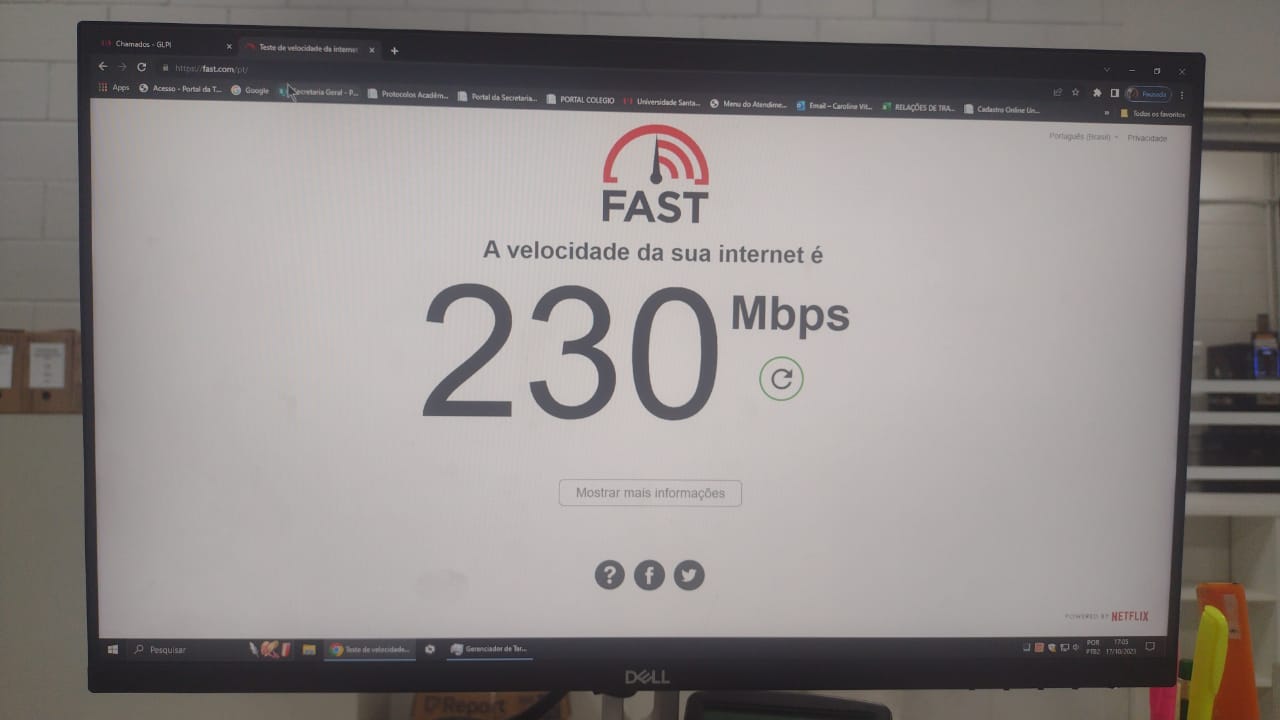 Chamados - GLPI
Teste de velocidade da internet
https://fast.com/pt/
Apps
Acesso - Portal da T...
Google
Secretaria Geral - P...
Protocolos Acadêm...
Portal da Secretaria...
PORTAL COLEGIO
Universidade Santa...
Menu do Atendime...
Email – Caroline Vit...
RELAÇÕES DE TRA...
Cadastro Online Un...
Pausada
»
Todos os favoritos
Português (Brasil)
Privacidade
FAST
A velocidade da sua internet é
230 Mbps
Mostrar mais informações
POWERED BY NETFLIX
Pesquisar
Teste de velocidade...
Gerenciador de Tar...
POR
PTB2
17:05
17/10/2023
DELL
Report